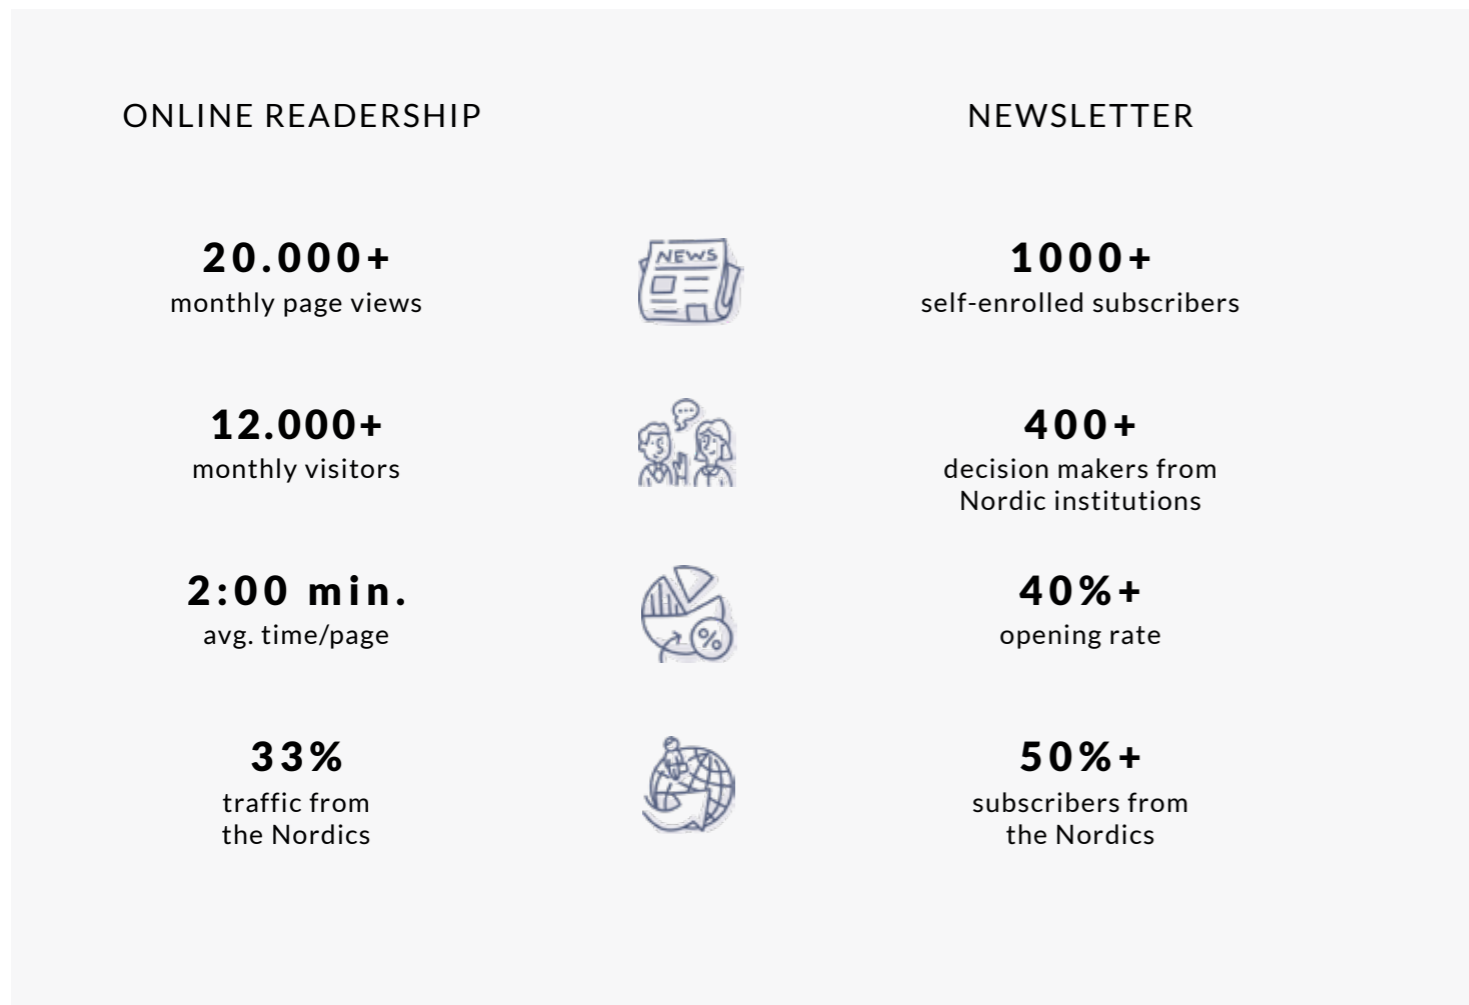 ONLINE READERSHIP
NEWSLETTER
20.000+
monthly page views
NEWS
1000+
self-enrolled subscribers
12.000+
monthly visitors
400+
decision makers from
Nordic institutions
2:00 min.
avg. time/page
%
40%+
opening rate
33%
traffic from
the Nordics
50%+
subscribers from
the Nordics